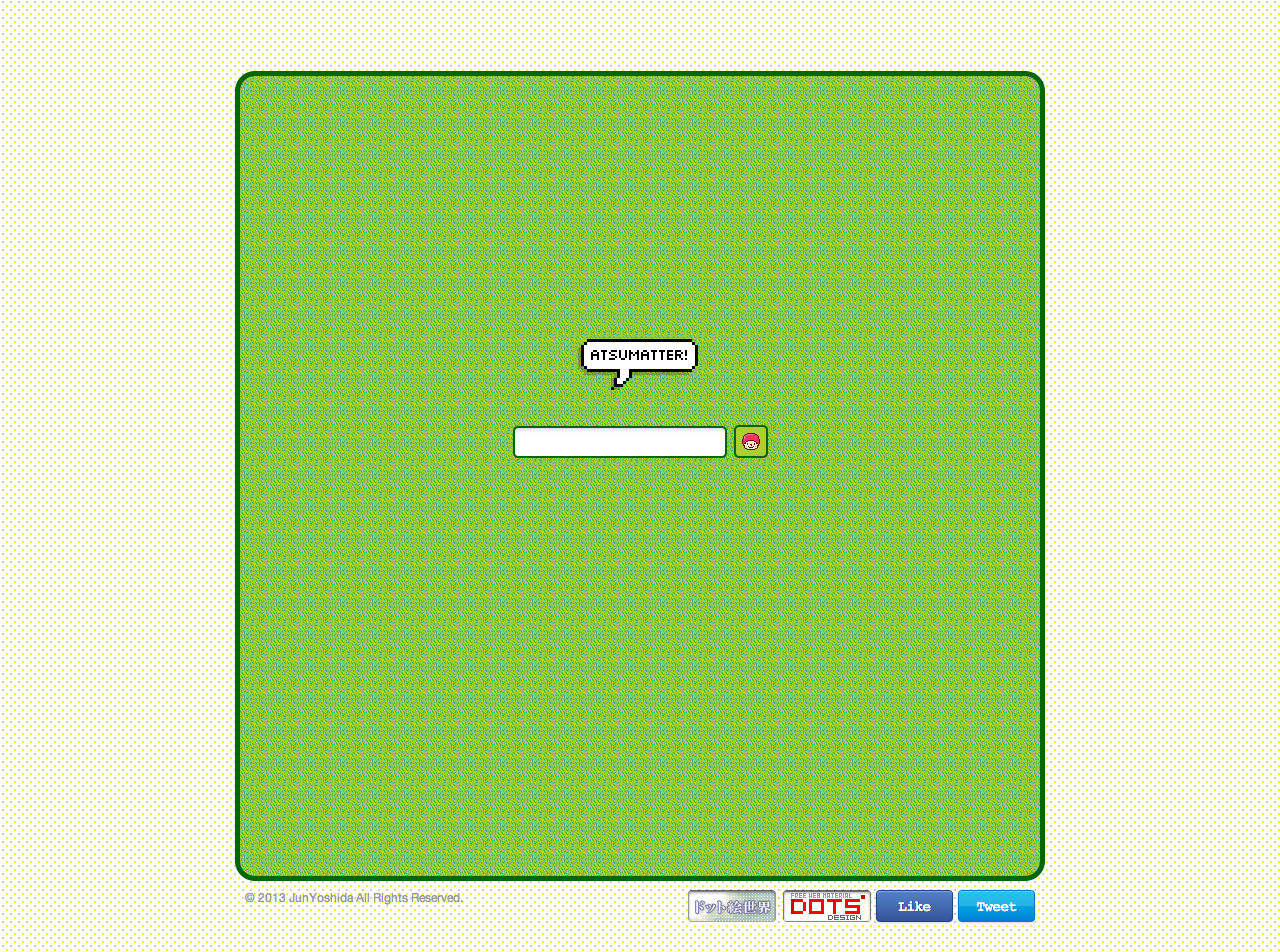 ATSUMATTER!
© 2013 JunYoshida All Rights Reserved.
ドット絵世界
FREE WEB MATERIAL
DOTS
DESIGN
Like
Tweet